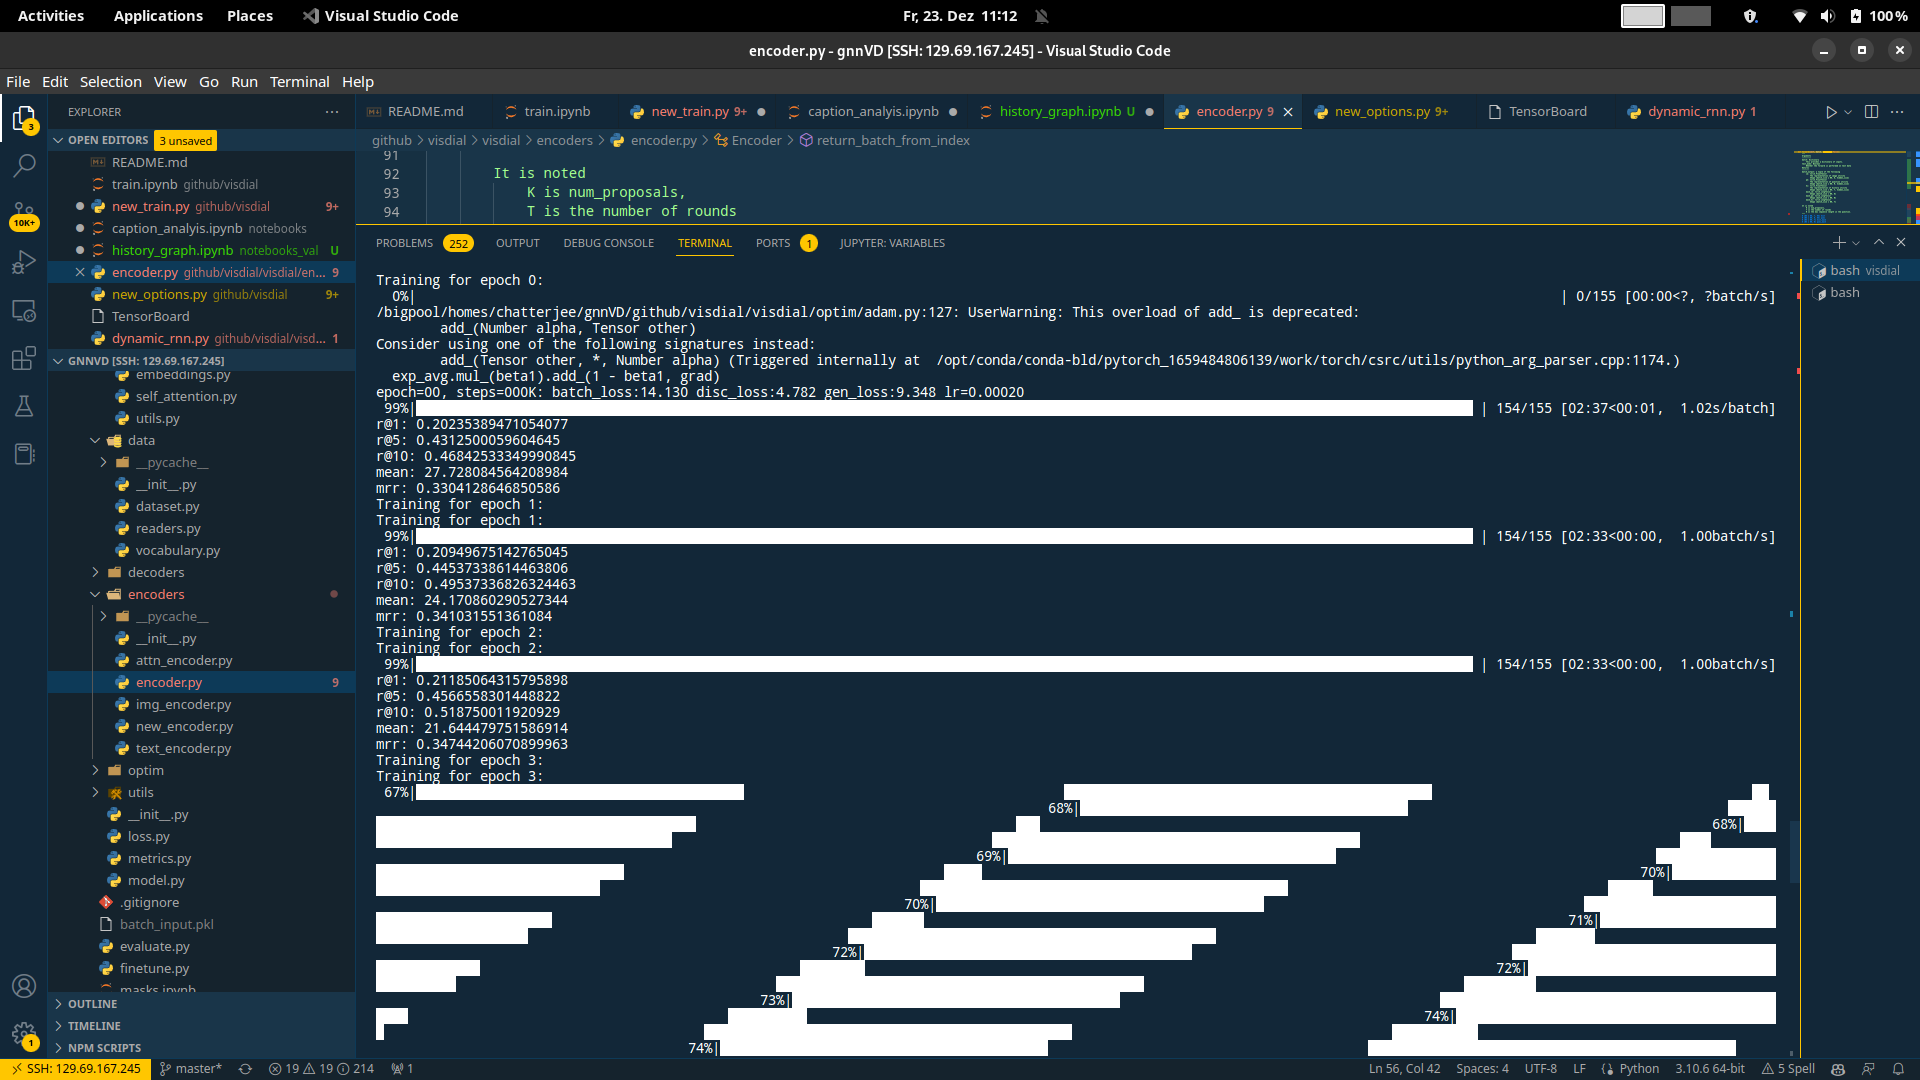 Activities Applications Places Visual Studio Code Fr, 23. Dez 11:12 100 %
encoder.py - gnnVD [SSH: 129.69.167.245] - Visual Studio Code
File Edit Selection View Go Run Terminal Help
EXPLORER
OPEN EDITORS 3 unsaved
README.md
train.ipynb github/visdial
new_train.py github/visdial 9+
caption_analyis.ipynb notebooks
history_graph.ipynb notebooks_val U
encoder.py github/visdial/visdial/en... 9
new_options.py github/visdial 9+
TensorBoard
dynamic_rnn.py github/visdial/visd... 1
GNNVD [SSH: 129.69.167.245]
embeddings.py
self_attention.py
utils.py
data
__pycache__
__init__.py
dataset.py
readers.py
vocabulary.py
decoders
encoders
__pycache__
__init__.py
attn_encoder.py
encoder.py 9
img_encoder.py
new_encoder.py
text_encoder.py
optim
utils
__init__.py
loss.py
metrics.py
model.py
.gitignore
batch_input.pkl
evaluate.py
finetune.py
masks.ipynb
OUTLINE
TIMELINE
NPM SCRIPTS
3
10K+
1
README.md train.ipynb new_train.py 9+ caption_analyis.ipynb history_graph.ipynb U encoder.py 9 new_options.py 9+ TensorBoard dynamic_rnn.py 1
github > visdial > visdial > encoders > encoder.py > Encoder > return_batch_from_index
91
92 It is noted
93 K is num_proposals,
94 T is the number of rounds
PROBLEMS 252 OUTPUT DEBUG CONSOLE TERMINAL PORTS 1 JUPYTER: VARIABLES
bash visdial
bash
Training for epoch 0:
0%| | 0/155 [00:00<?, ?batch/s]
/bigpool/homes/chatterjee/gnnVD/github/visdial/visdial/optim/adam.py:127: UserWarning: This overload of add_ is deprecated:
add_(Number alpha, Tensor other)
Consider using one of the following signatures instead:
add_(Tensor other, *, Number alpha) (Triggered internally at /opt/conda/conda-bld/pytorch_1659484806139/work/torch/csrc/utils/python_arg_parser.cpp:1174.)
exp_avg.mul_(beta1).add_(1 - beta1, grad)
epoch=00, steps=000K: batch_loss:14.130 disc_loss:4.782 gen_loss:9.348 lr=0.00020
99%| | 154/155 [02:37<00:01, 1.02s/batch]
r@1: 0.20235389471054077
r@5: 0.4312500059604645
r@10: 0.46842533349990845
mean: 27.728084564208984
mrr: 0.3304128646850586
Training for epoch 1:
Training for epoch 1:
99%| | 154/155 [02:33<00:00, 1.00batch/s]
r@1: 0.20949675142765045
r@5: 0.44537338614463806
r@10: 0.49537336826324463
mean: 24.170860290527344
mrr: 0.341031551361084
Training for epoch 2:
Training for epoch 2:
99%| | 154/155 [02:33<00:00, 1.00batch/s]
r@1: 0.21185064315795898
r@5: 0.4566558301448822
r@10: 0.518750011920929
mean: 21.644479751586914
mrr: 0.34744206070899963
Training for epoch 3:
Training for epoch 3:
67%|
68%|
68%|
69%|
70%|
70%|
71%|
72%|
72%|
73%|
74%|
74%|
SSH: 129.69.167.245 master* 19 19 214 1 Ln 56, Col 42 Spaces: 4 UTF-8 LF Python 3.10.6 64-bit 5 Spell